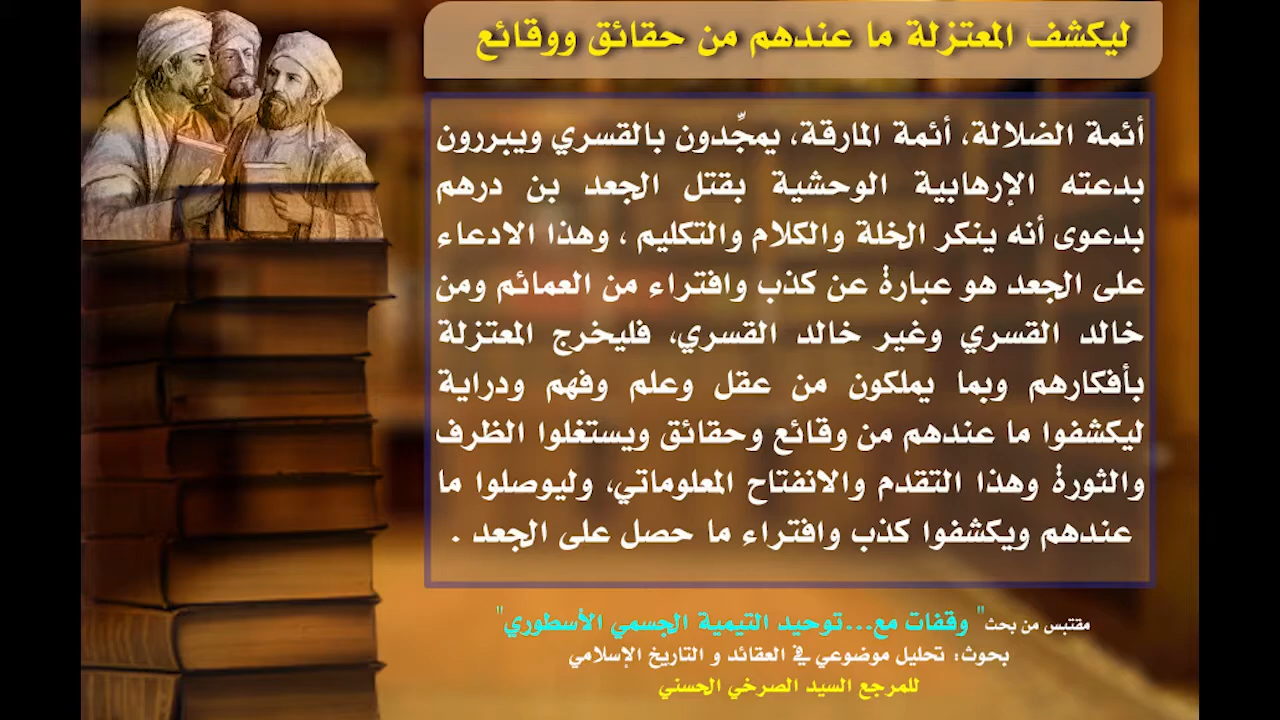 ليكشف المعتزلة ما عندهم من حقائق ووقائع
أئمة الضلالة، أئمة المارقة، يمجِّدون بالقسري ويبررون
بدعته الإرهابية الوحشية بقتل الجعد بن درهم
بدعوى أنه ينكر الخلة والكلام والتكليم ، وهذا الادعاء
على الجعد هو عبارة عن كذب وافتراء من العمائم ومن
خالد القسري وغير خالد القسري، فليخرج المعتزلة
بأفكارهم وبما يملكون من عقل وعلم وفهم ودراية
ليكشفوا ما عندهم من وقائع وحقائق ويستغلوا الظرف
والثورة وهذا التقدم والانفتاح المعلوماتي، وليوصلوا ما
عندهم ويكشفوا كذب وافتراء ما حصل على الجعد .
مقتبس من بحث" وقفات مع...توحيد التيمية الجسمي الأسطوري"
بحوث: تحليل موضوعي في العقائد و التاريخ الإسلامي
للمرجع السيد الصرخي الحسني